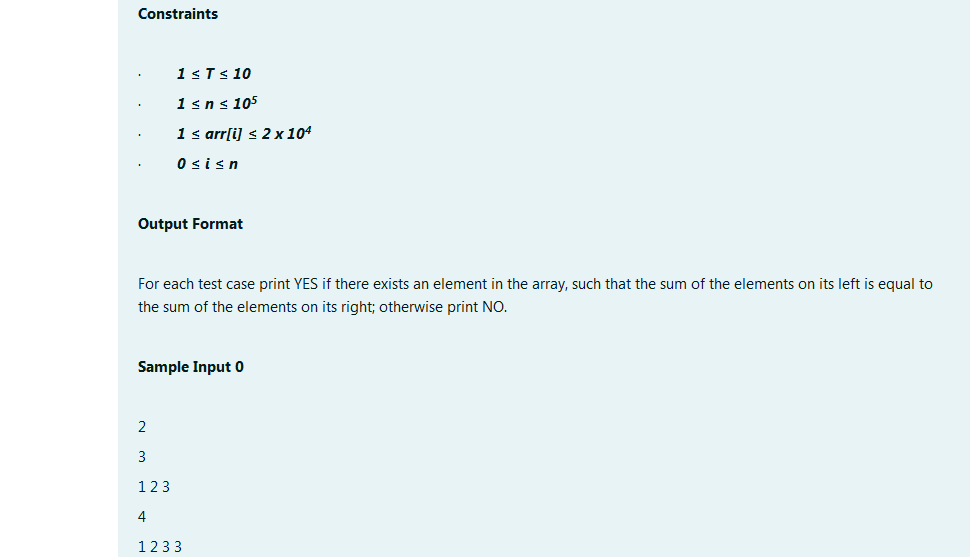 Constraints
· 1 ≤ T ≤ 10
· 1 ≤ n ≤ 10⁵
· 1 ≤ arr[i] ≤ 2 x 10⁴
· 0 ≤ i ≤ n
Output Format
For each test case print YES if there exists an element in the array, such that the sum of the elements on its left is equal to
the sum of the elements on its right; otherwise print NO.
Sample Input 0
2
3
1 2 3
4
1 2 3 3